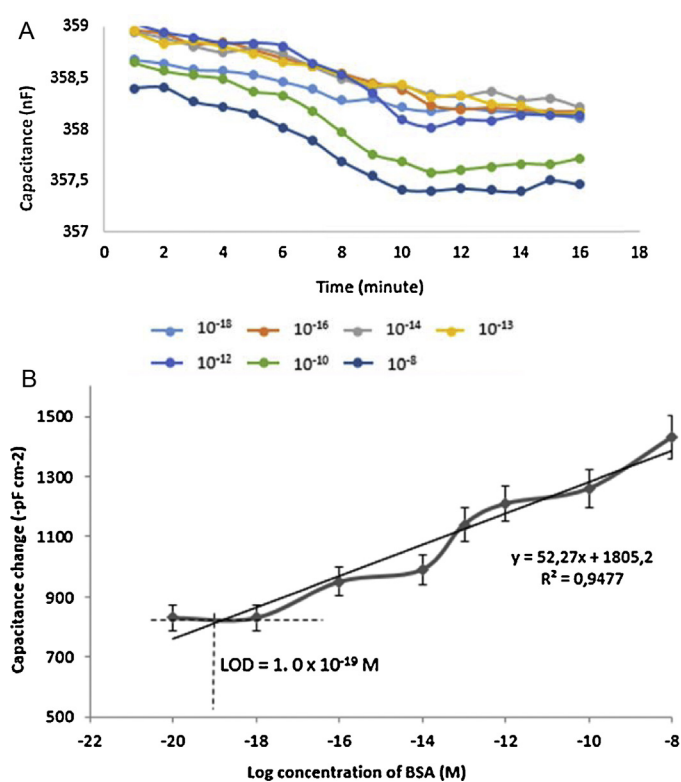 A
359
358,5
358
357,5
357
Capacitance (nF)
0 2 4 6 8 10 12 14 16 18
Time (minute)
10-18 10-16 10-14 10-13
10-12 10-10 10-8
B
1500
1300
1100
900
700
500
Capacitance change (-pF cm-2)
y = 52,27x + 1805,2
R² = 0,9477
LOD = 1. 0 x 10-19 M
-22 -20 -18 -16 -14 -12 -10 -8
Log concentration of BSA (M)